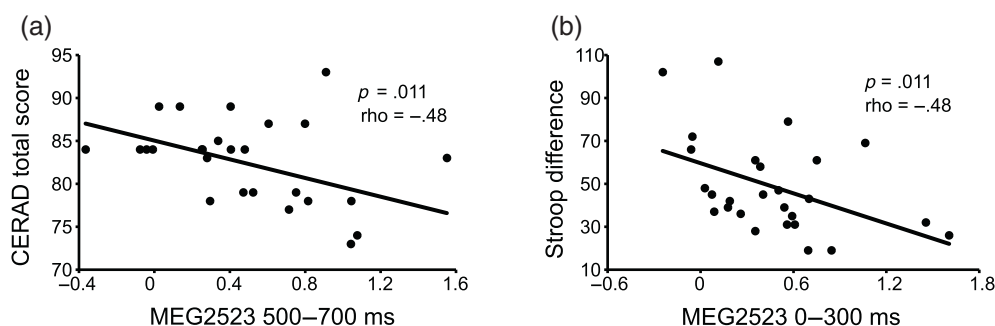 (a)
CERAD total score
95
90
85
80
75
70
p = .011
rho = –.48
–0.4 0 0.4 0.8 1.2 1.6
MEG2523 500–700 ms
(b)
Stroop difference
110
90
70
50
30
10
p = .011
rho = –.48
–0.6 0 0.6 1.2 1.8
MEG2523 0–300 ms